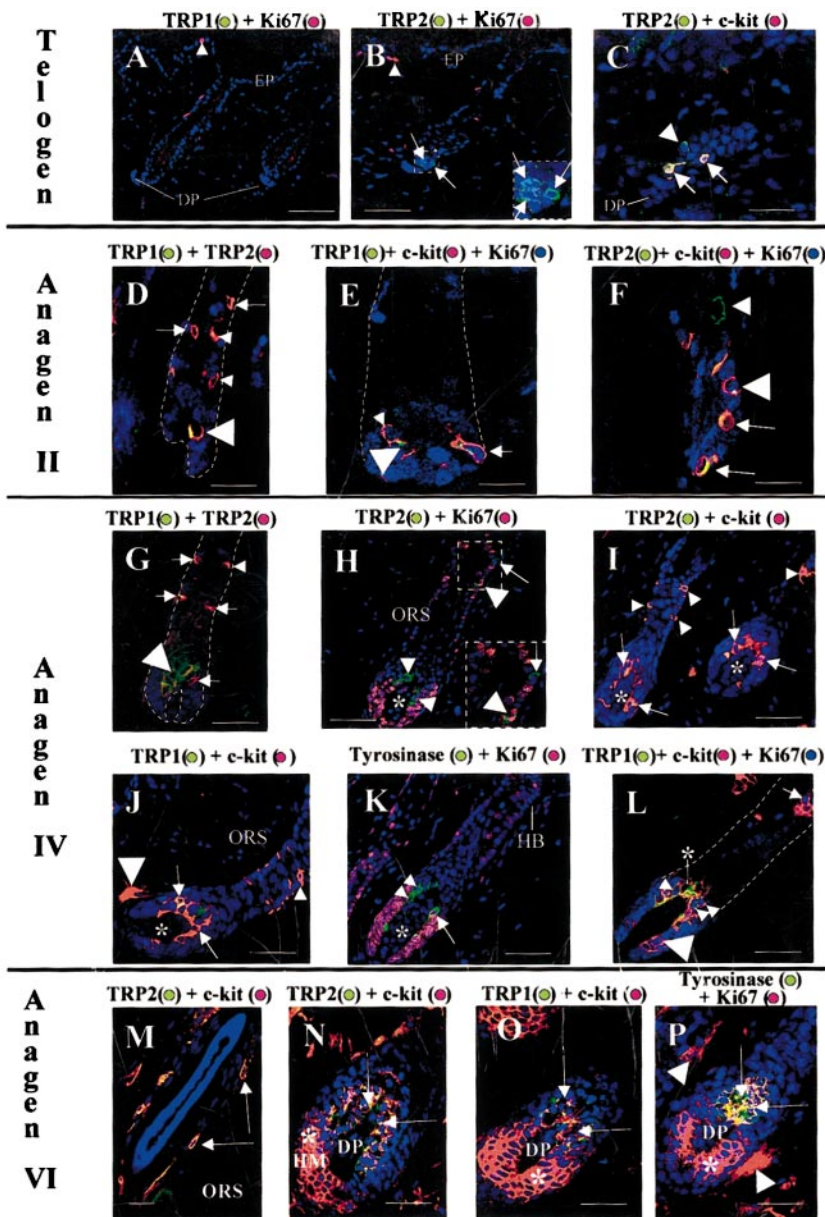 Telogen
TRP1(●) + Ki67(●)
TRP2(●) + Ki67(●)
TRP2(●) + c-kit (●)
A
EP
DP
B
EP
C
DP
Anagen II
TRP1(●) + TRP2(●)
TRP1(●)+ c-kit(●) + Ki67(●)
TRP2(●)+ c-kit(●) + Ki67(●)
D
E
F
Anagen IV
TRP1(●) + TRP2(●)
TRP2(●) + Ki67(●)
TRP2(●) + c-kit (●)
G
H
ORS
*
I
*
*
TRP1(●) + c-kit (●)
Tyrosinase (●) + Ki67 (●)
TRP1(●)+ c-kit(●)+ Ki67(●)
J
ORS
*
K
HB
*
L
*
Anagen VI
TRP2(●) + c-kit (●)
TRP2(●) + c-kit (●)
TRP1(●) + c-kit (●)
Tyrosinase (●)
+ Ki67 (●)
M
ORS
N
*
DP
HM
O
DP
*
P
DP
*